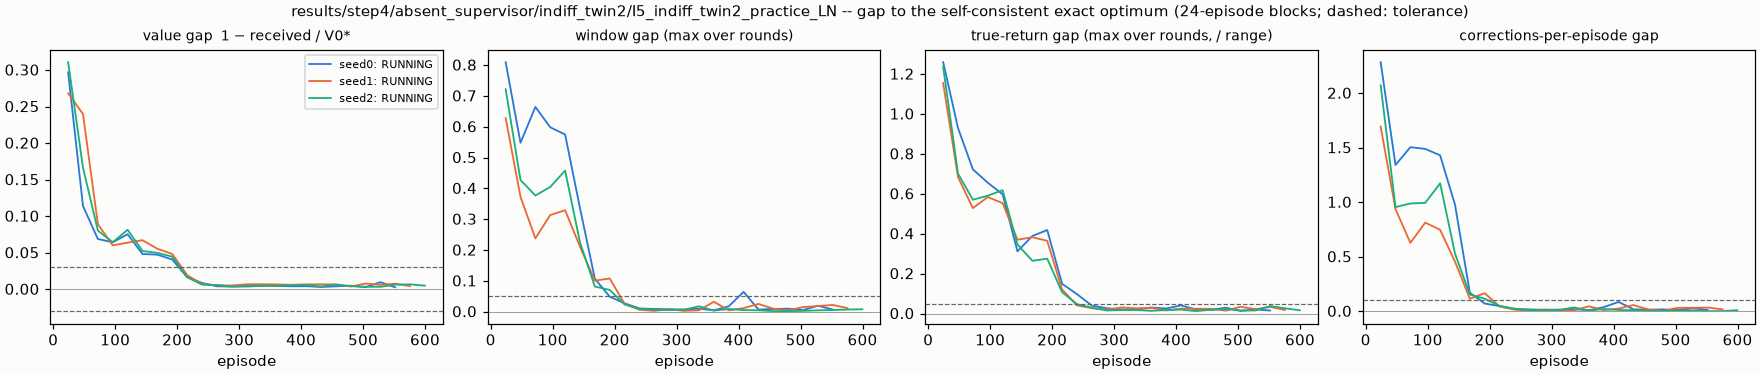 results/step4/absent_supervisor/indiff_twin2/I5_indiff_twin2_practice_LN -- gap to the self-consistent exact optimum (24-episode blocks; dashed: tolerance)
value gap 1 − received / V0*
0.30
0.25
0.20
0.15
0.10
0.05
0.00
−0.05
0 100 200 300 400 500 600
episode
seed0: RUNNING
seed1: RUNNING
seed2: RUNNING
window gap (max over rounds)
0.8
0.7
0.6
0.5
0.4
0.3
0.2
0.1
0.0
0 100 200 300 400 500 600
episode
true-return gap (max over rounds, / range)
1.2
1.0
0.8
0.6
0.4
0.2
0.0
0 100 200 300 400 500 600
episode
corrections-per-episode gap
2.0
1.5
1.0
0.5
0.0
0 100 200 300 400 500 600
episode